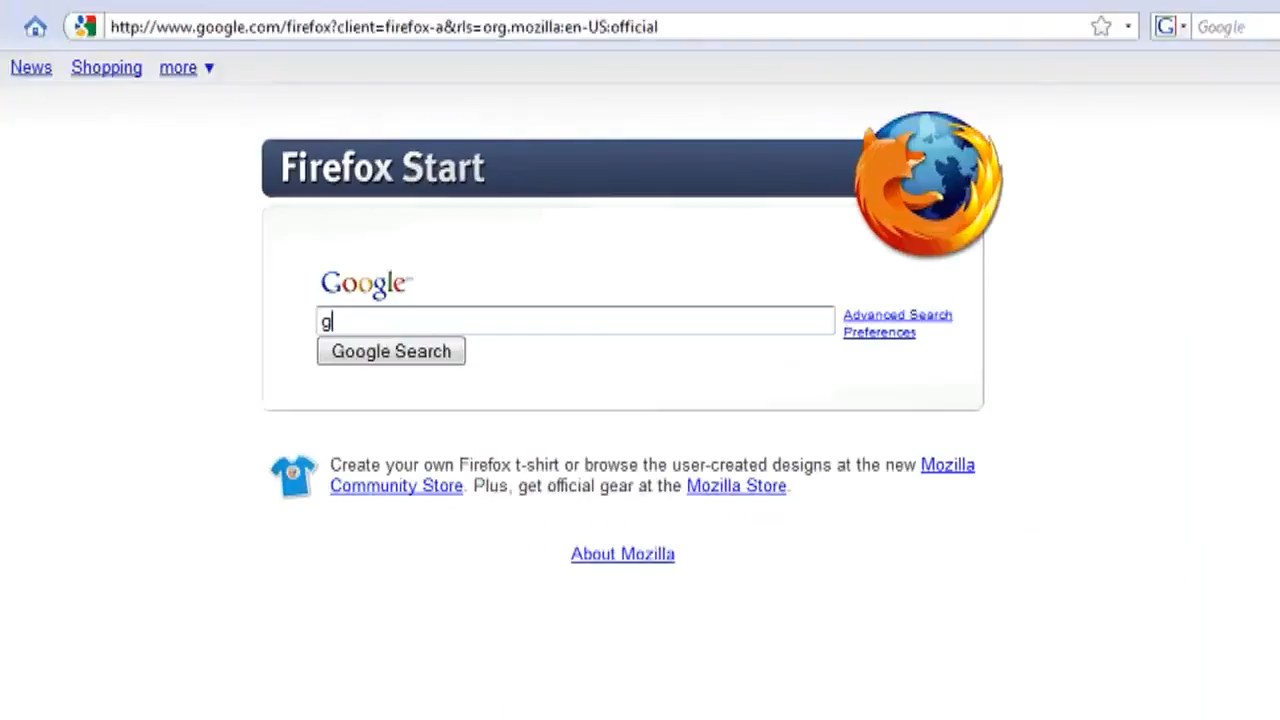 http://www.google.com/firefox?client=firefox-a&rls=org.mozilla:en-US:official
Google
News Shopping more ▼
Firefox Start
Google™
g
Advanced Search
Preferences
Google Search
Create your own Firefox t-shirt or browse the user-created designs at the new Mozilla
Community Store. Plus, get official gear at the Mozilla Store.
About Mozilla